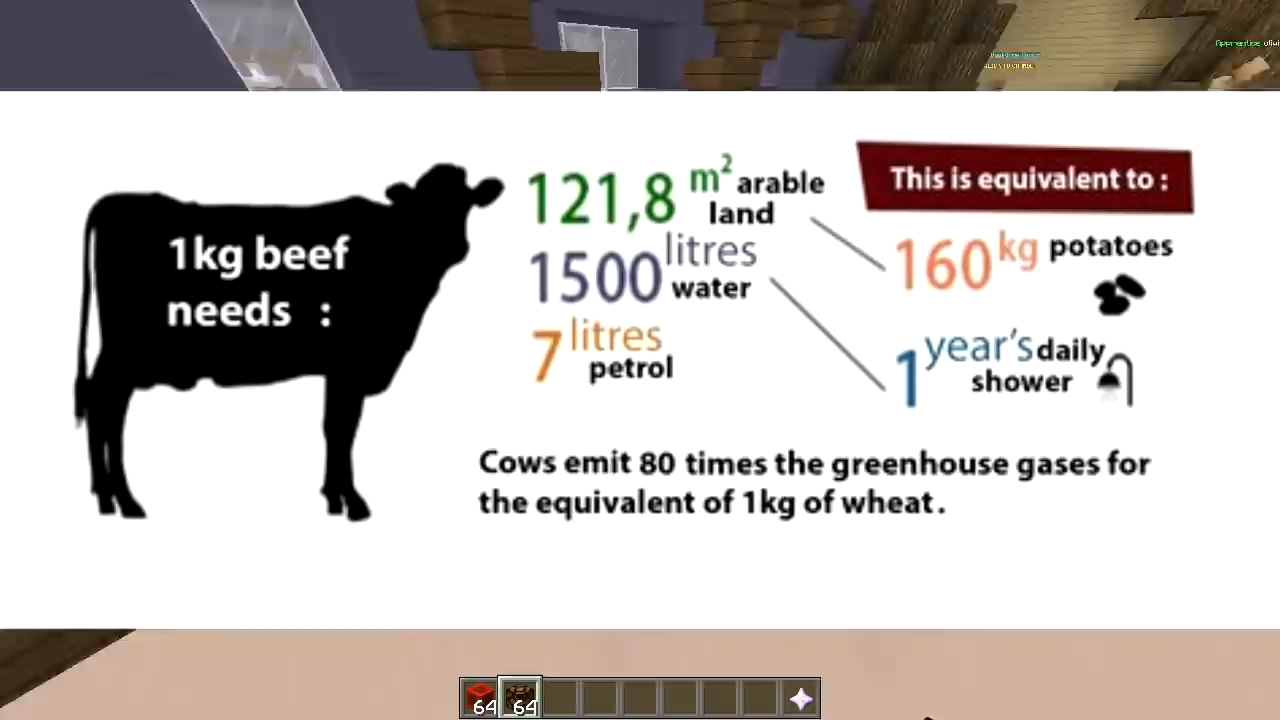 Apprentice
1kg beef
needs :
121,8 m² arable
land
1500 litres
water
7 litres
petrol
This is equivalent to :
160 kg potatoes
1 year's daily
shower
Cows emit 80 times the greenhouse gases for
the equivalent of 1kg of wheat.
64 64